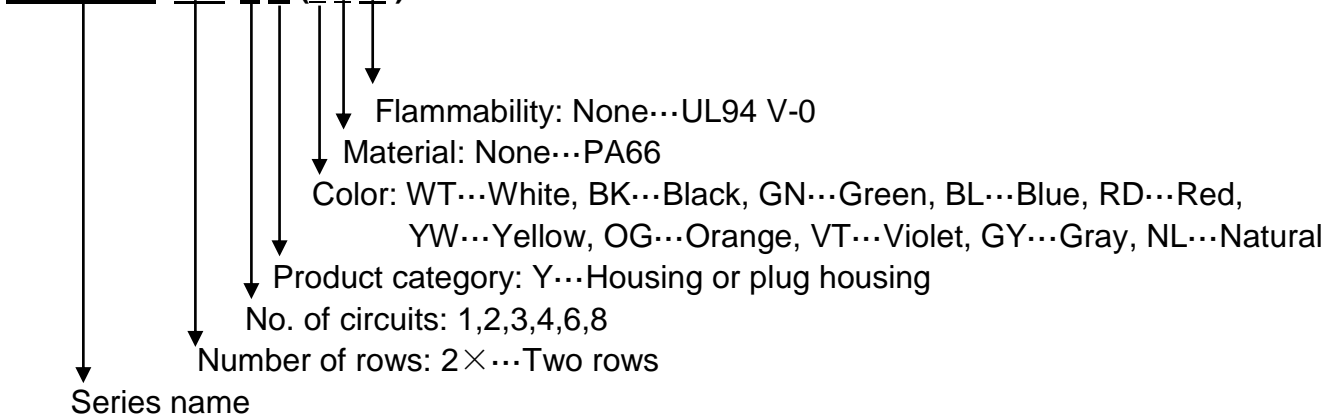 Flammability: None···UL94 V-0
Material: None···PA66
Color: WT···White, BK···Black, GN···Green, BL···Blue, RD···Red,
YW···Yellow, OG···Orange, VT···Violet, GY···Gray, NL···Natural
Product category: Y···Housing or plug housing
No. of circuits: 1,2,3,4,6,8
Number of rows: 2×···Two rows
Series name